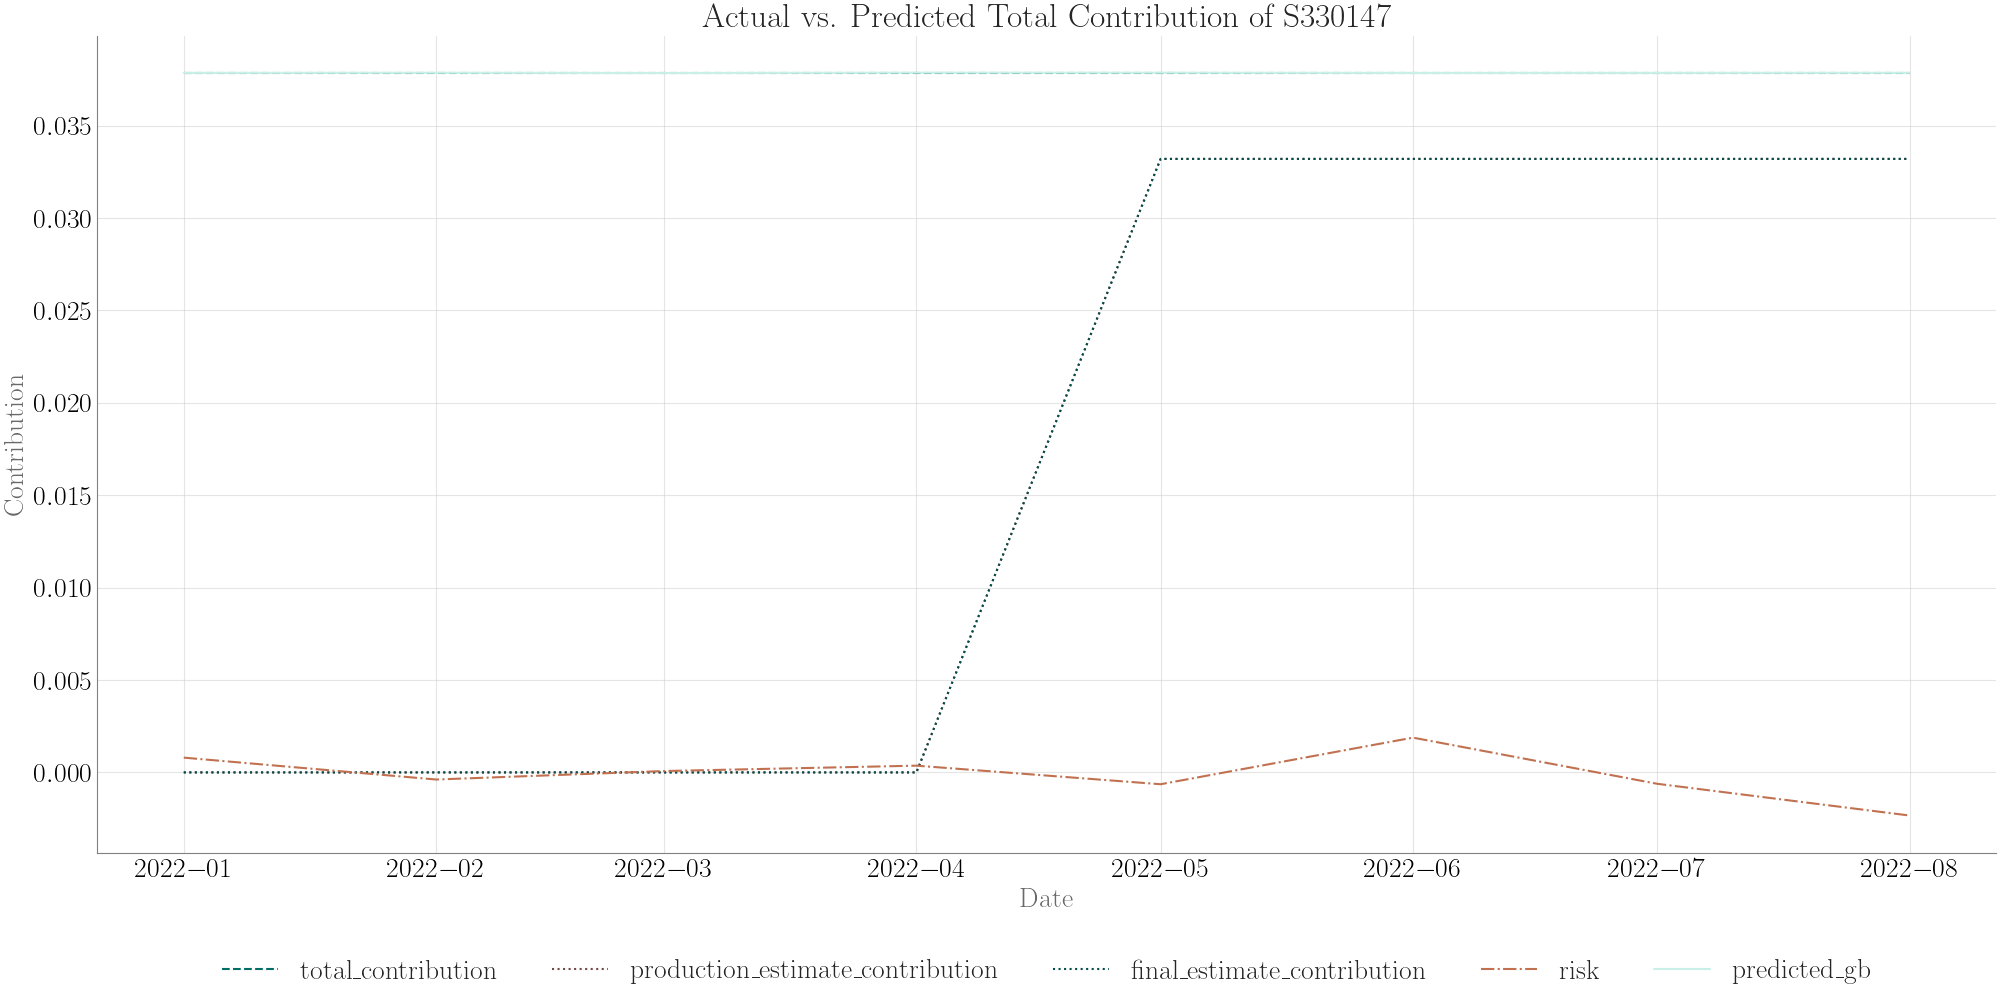 Actual vs. Predicted Total Contribution of S330147
0.035
0.030
0.025
0.020
0.015
0.010
0.005
0.000
Contribution
2022–01 2022–02 2022–03 2022–04 2022–05 2022–06 2022–07 2022–08
Date
total_contribution production_estimate_contribution final_estimate_contribution risk predicted_gb